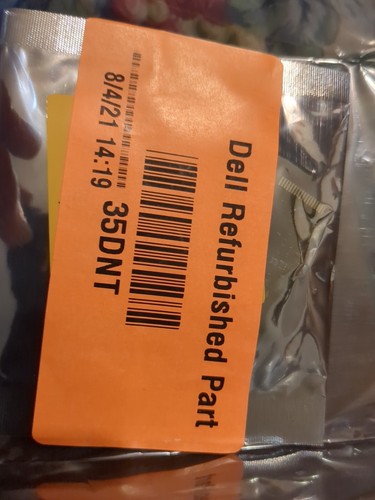 Dell Refurbished Part
35DNT
8/4/21 14:19